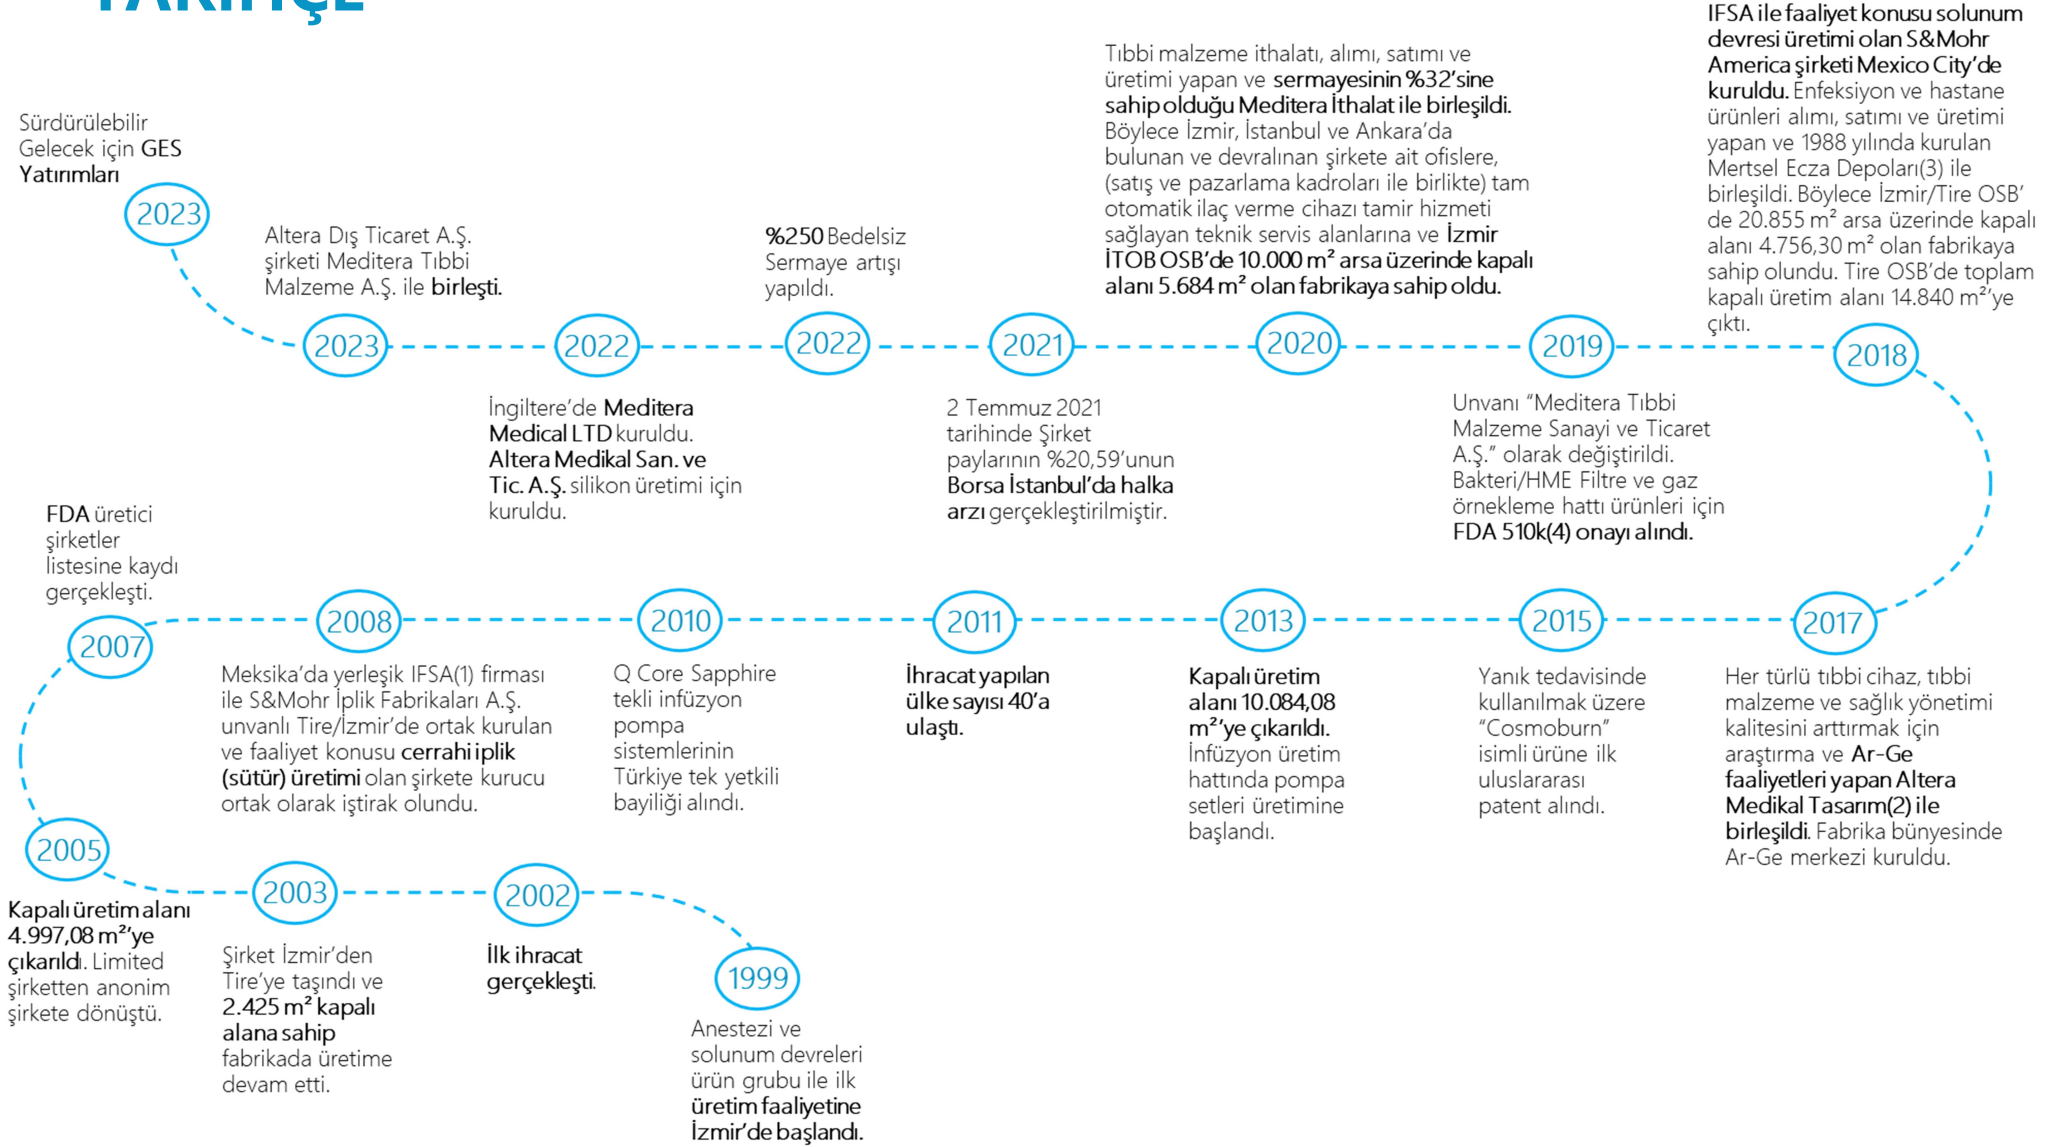 TARİHÇE
Sürdürülebilir
Gelecek için GES
Yatırımları
2023
Altera Dış Ticaret A.Ş.
şirketi Meditera Tıbbi
Malzeme A.Ş. ile birleşti.
2023
2022
İngiltere’de Meditera
Medical LTD kuruldu.
Altera Medikal San. ve
Tic. A.Ş. silikon üretimi için
kuruldu.
%250 Bedelsiz
Sermaye artışı
yapıldı.
2022
2021
2 Temmuz 2021
tarihinde Şirket
paylarının %20,59’unun
Borsa İstanbul’da halka
arzı gerçekleştirilmiştir.
Tıbbi malzeme ithalatı, alımı, satımı ve
üretimi yapan ve sermayesinin %32’sine
sahip olduğu Meditera İthalat ile birleşildi.
Böylece İzmir, İstanbul ve Ankara’da
bulunan ve devralınan şirkete ait ofislere,
(satış ve pazarlama kadroları ile birlikte) tam
otomatik ilaç verme cihazı tamir hizmeti
sağlayan teknik servis alanlarına ve İzmir
İTOB OSB’de 10.000 m² arsa üzerinde kapalı
alanı 5.684 m² olan fabrikaya sahip oldu.
2020
2019
Unvanı “Meditera Tıbbi
Malzeme Sanayi ve Ticaret
A.Ş.” olarak değiştirildi.
Bakteri/HME Filtre ve gaz
örnekleme hattı ürünleri için
FDA 510k(4) onayı alındı.
IFSA ile faaliyet konusu solunum
devresi üretimi olan S&Mohr
America şirketi Mexico City’de
kuruldu. Enfeksiyon ve hastane
ürünleri alımı, satımı ve üretimi
yapan ve 1988 yılında kurulan
Mertsel Ecza Depoları(3) ile
birleşildi. Böylece İzmir/Tire OSB’
de 20.855 m² arsa üzerinde kapalı
alanı 4.756,30 m² olan fabrikaya
sahip olundu. Tire OSB’de toplam
kapalı üretim alanı 14.840 m²’ye
çıktı.
2018
FDA üretici
şirketler
listesine kaydı
gerçekleşti.
2007
2008
Meksika’da yerleşik IFSA(1) firması
ile S&Mohr İplik Fabrikaları A.Ş.
unvanlı Tire/İzmir’de ortak kurulan
ve faaliyet konusu cerrahi iplik
(sütür) üretimi olan şirkete kurucu
ortak olarak iştirak olundu.
2010
Q Core Sapphire
tekli infüzyon
pompa
sistemlerinin
Türkiye tek yetkili
bayiliği alındı.
2011
İhracat yapılan
ülke sayısı 40’a
ulaştı.
2013
Kapalı üretim
alanı 10.084,08
m²’ye çıkarıldı.
İnfüzyon üretim
hattında pompa
setleri üretimine
başlandı.
2015
Yanık tedavisinde
kullanılmak üzere
“Cosmoburn”
isimli ürüne ilk
uluslararası
patent alındı.
2017
Her türlü tıbbi cihaz, tıbbi
malzeme ve sağlık yönetimi
kalitesini arttırmak için
araştırma ve Ar-Ge
faaliyetleri yapan Altera
Medikal Tasarım(2) ile
birleşildi. Fabrika bünyesinde
Ar-Ge merkezi kuruldu.
2005
Kapalı üretim alanı
4.997,08 m²’ye
çıkarıldı. Limited
şirketten anonim
şirkete dönüştü.
2003
Şirket İzmir’den
Tire’ye taşındı ve
2.425 m² kapalı
alana sahip
fabrikada üretime
devam etti.
2002
İlk ihracat
gerçekleşti.
1999
Anestezi ve
solunum devreleri
ürün grubu ile ilk
üretim faaliyetine
İzmir’de başlandı.